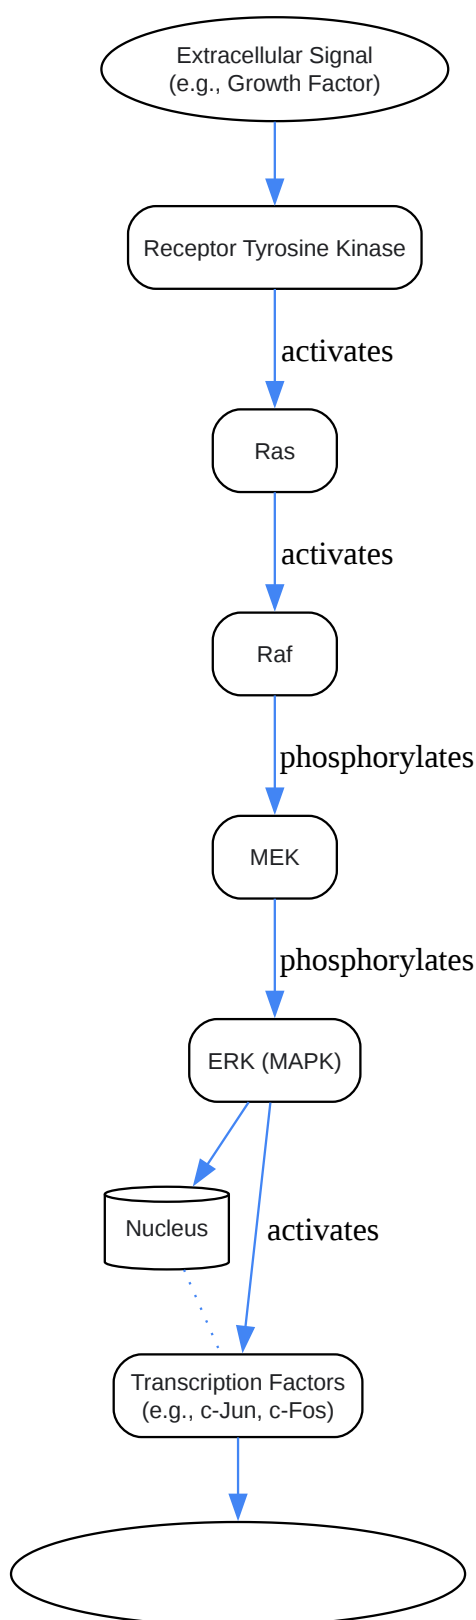 Extracellular Signal
(e.g., Growth Factor)
Receptor Tyrosine Kinase
activates
Ras
activates
Raf
phosphorylates
MEK
phosphorylates
ERK (MAPK)
Nucleus
activates
Transcription Factors
(e.g., c-Jun, c-Fos)